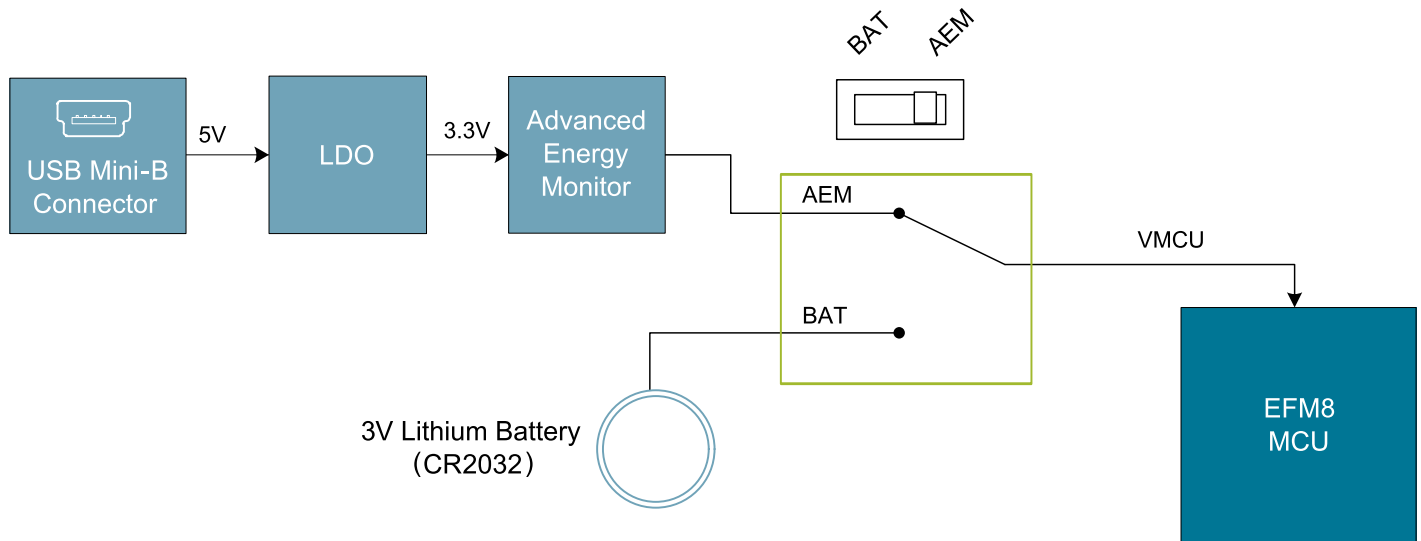 BAT
AEM
USB Mini-B
Connector
5V
LDO
3.3V
Advanced
Energy
Monitor
AEM
VMCU
BAT
3V Lithium Battery
(CR2032)
EFM8
MCU